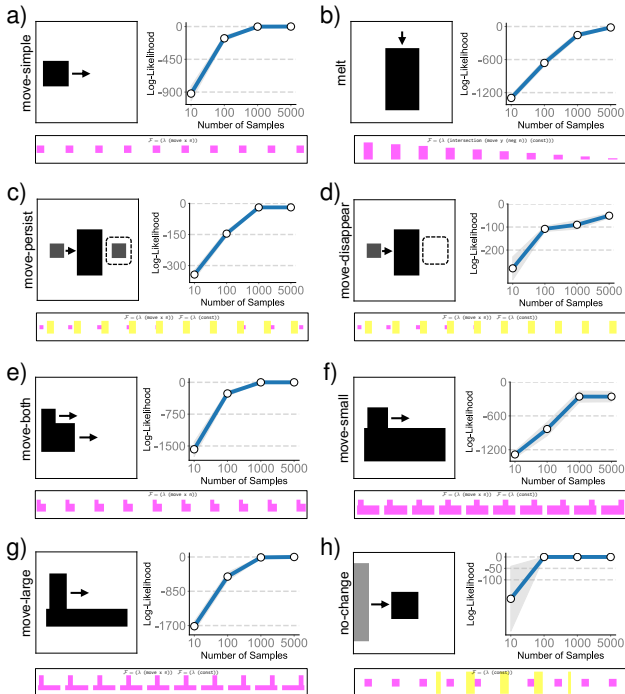 a)
move-simple
Log-Likelihood
0
−450
−900
10 100 1000 5000
Number of Samples
F = (λ (move x n))
b)
melt
Log-Likelihood
0
−600
−1200
10 100 1000 5000
Number of Samples
F = (λ (intersection (move y (neg n)) (const)))
c)
move-persist
Log-Likelihood
0
−150
−300
10 100 1000 5000
Number of Samples
F = (λ (move x n)) F = (λ (const))
d)
move-disappear
Log-Likelihood
0
−100
−200
10 100 1000 5000
Number of Samples
F = (λ (move x n)) F = (λ (const))
e)
move-both
Log-Likelihood
0
−750
−1500
10 100 1000 5000
Number of Samples
F = (λ (move x n))
f)
move-small
Log-Likelihood
0
−600
−1200
10 100 1000 5000
Number of Samples
F = (λ (move x n)) F = (λ (const))
g)
move-large
Log-Likelihood
0
−850
−1700
10 100 1000 5000
Number of Samples
F = (λ (move x n)) F = (λ (const))
h)
no-change
Log-Likelihood
0
−50
−100
10 100 1000 5000
Number of Samples
F = (λ (move x n)) F = (λ (const))